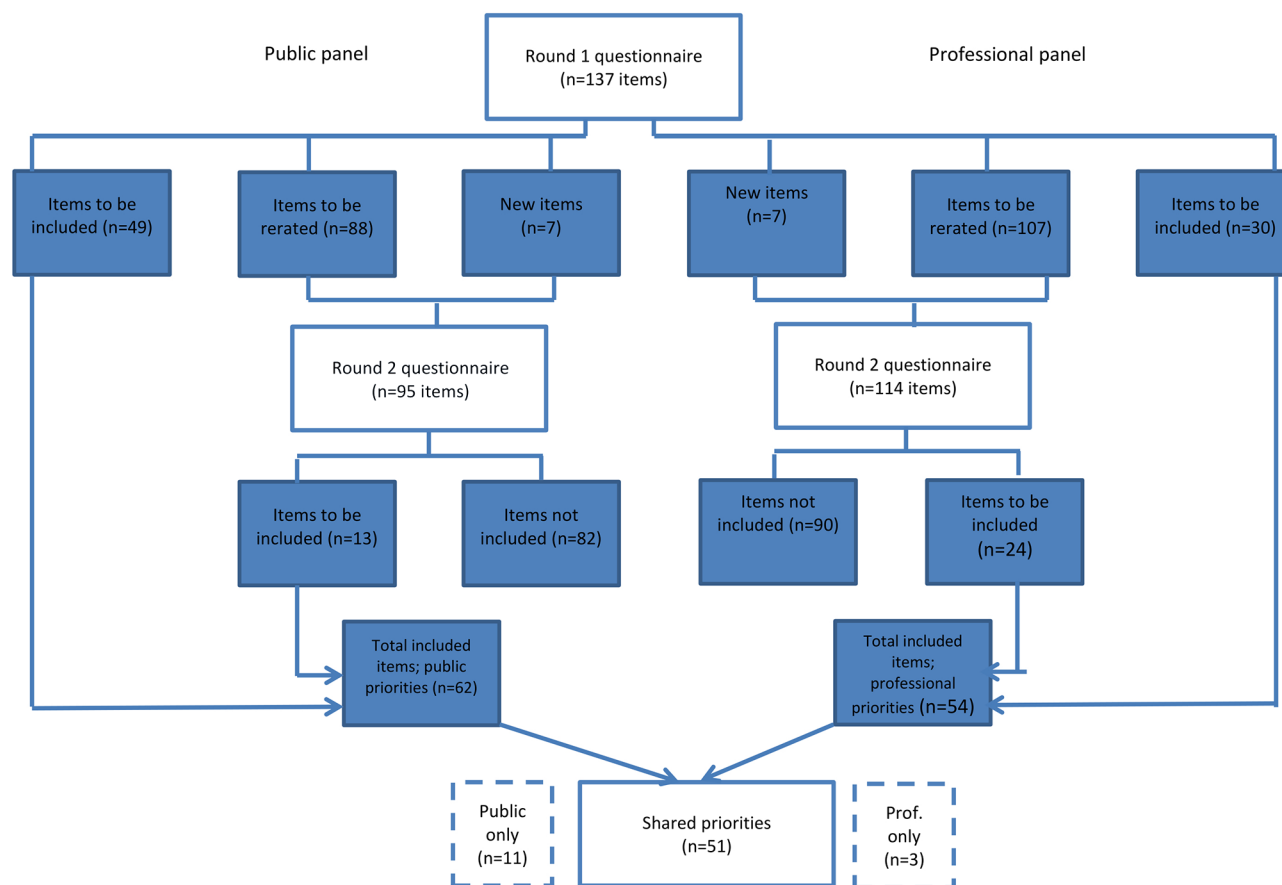 Public panel
Round 1 questionnaire
(n=137 items)
Professional panel
Items to be
included (n=49)
Items to be
rerated (n=88)
New items
(n=7)
New items
(n=7)
Items to be
rerated (n=107)
Items to be
included (n=30)
Round 2 questionnaire
(n=95 items)
Round 2 questionnaire
(n=114 items)
Items to be
included (n=13)
Items not
included (n=82)
Items not
included (n=90)
Items to be
included
(n=24)
Total included
items; public
priorities (n=62)
Total included
items;
professional
priorities (n=54)
Public
only
(n=11)
Shared priorities
(n=51)
Prof.
only
(n=3)